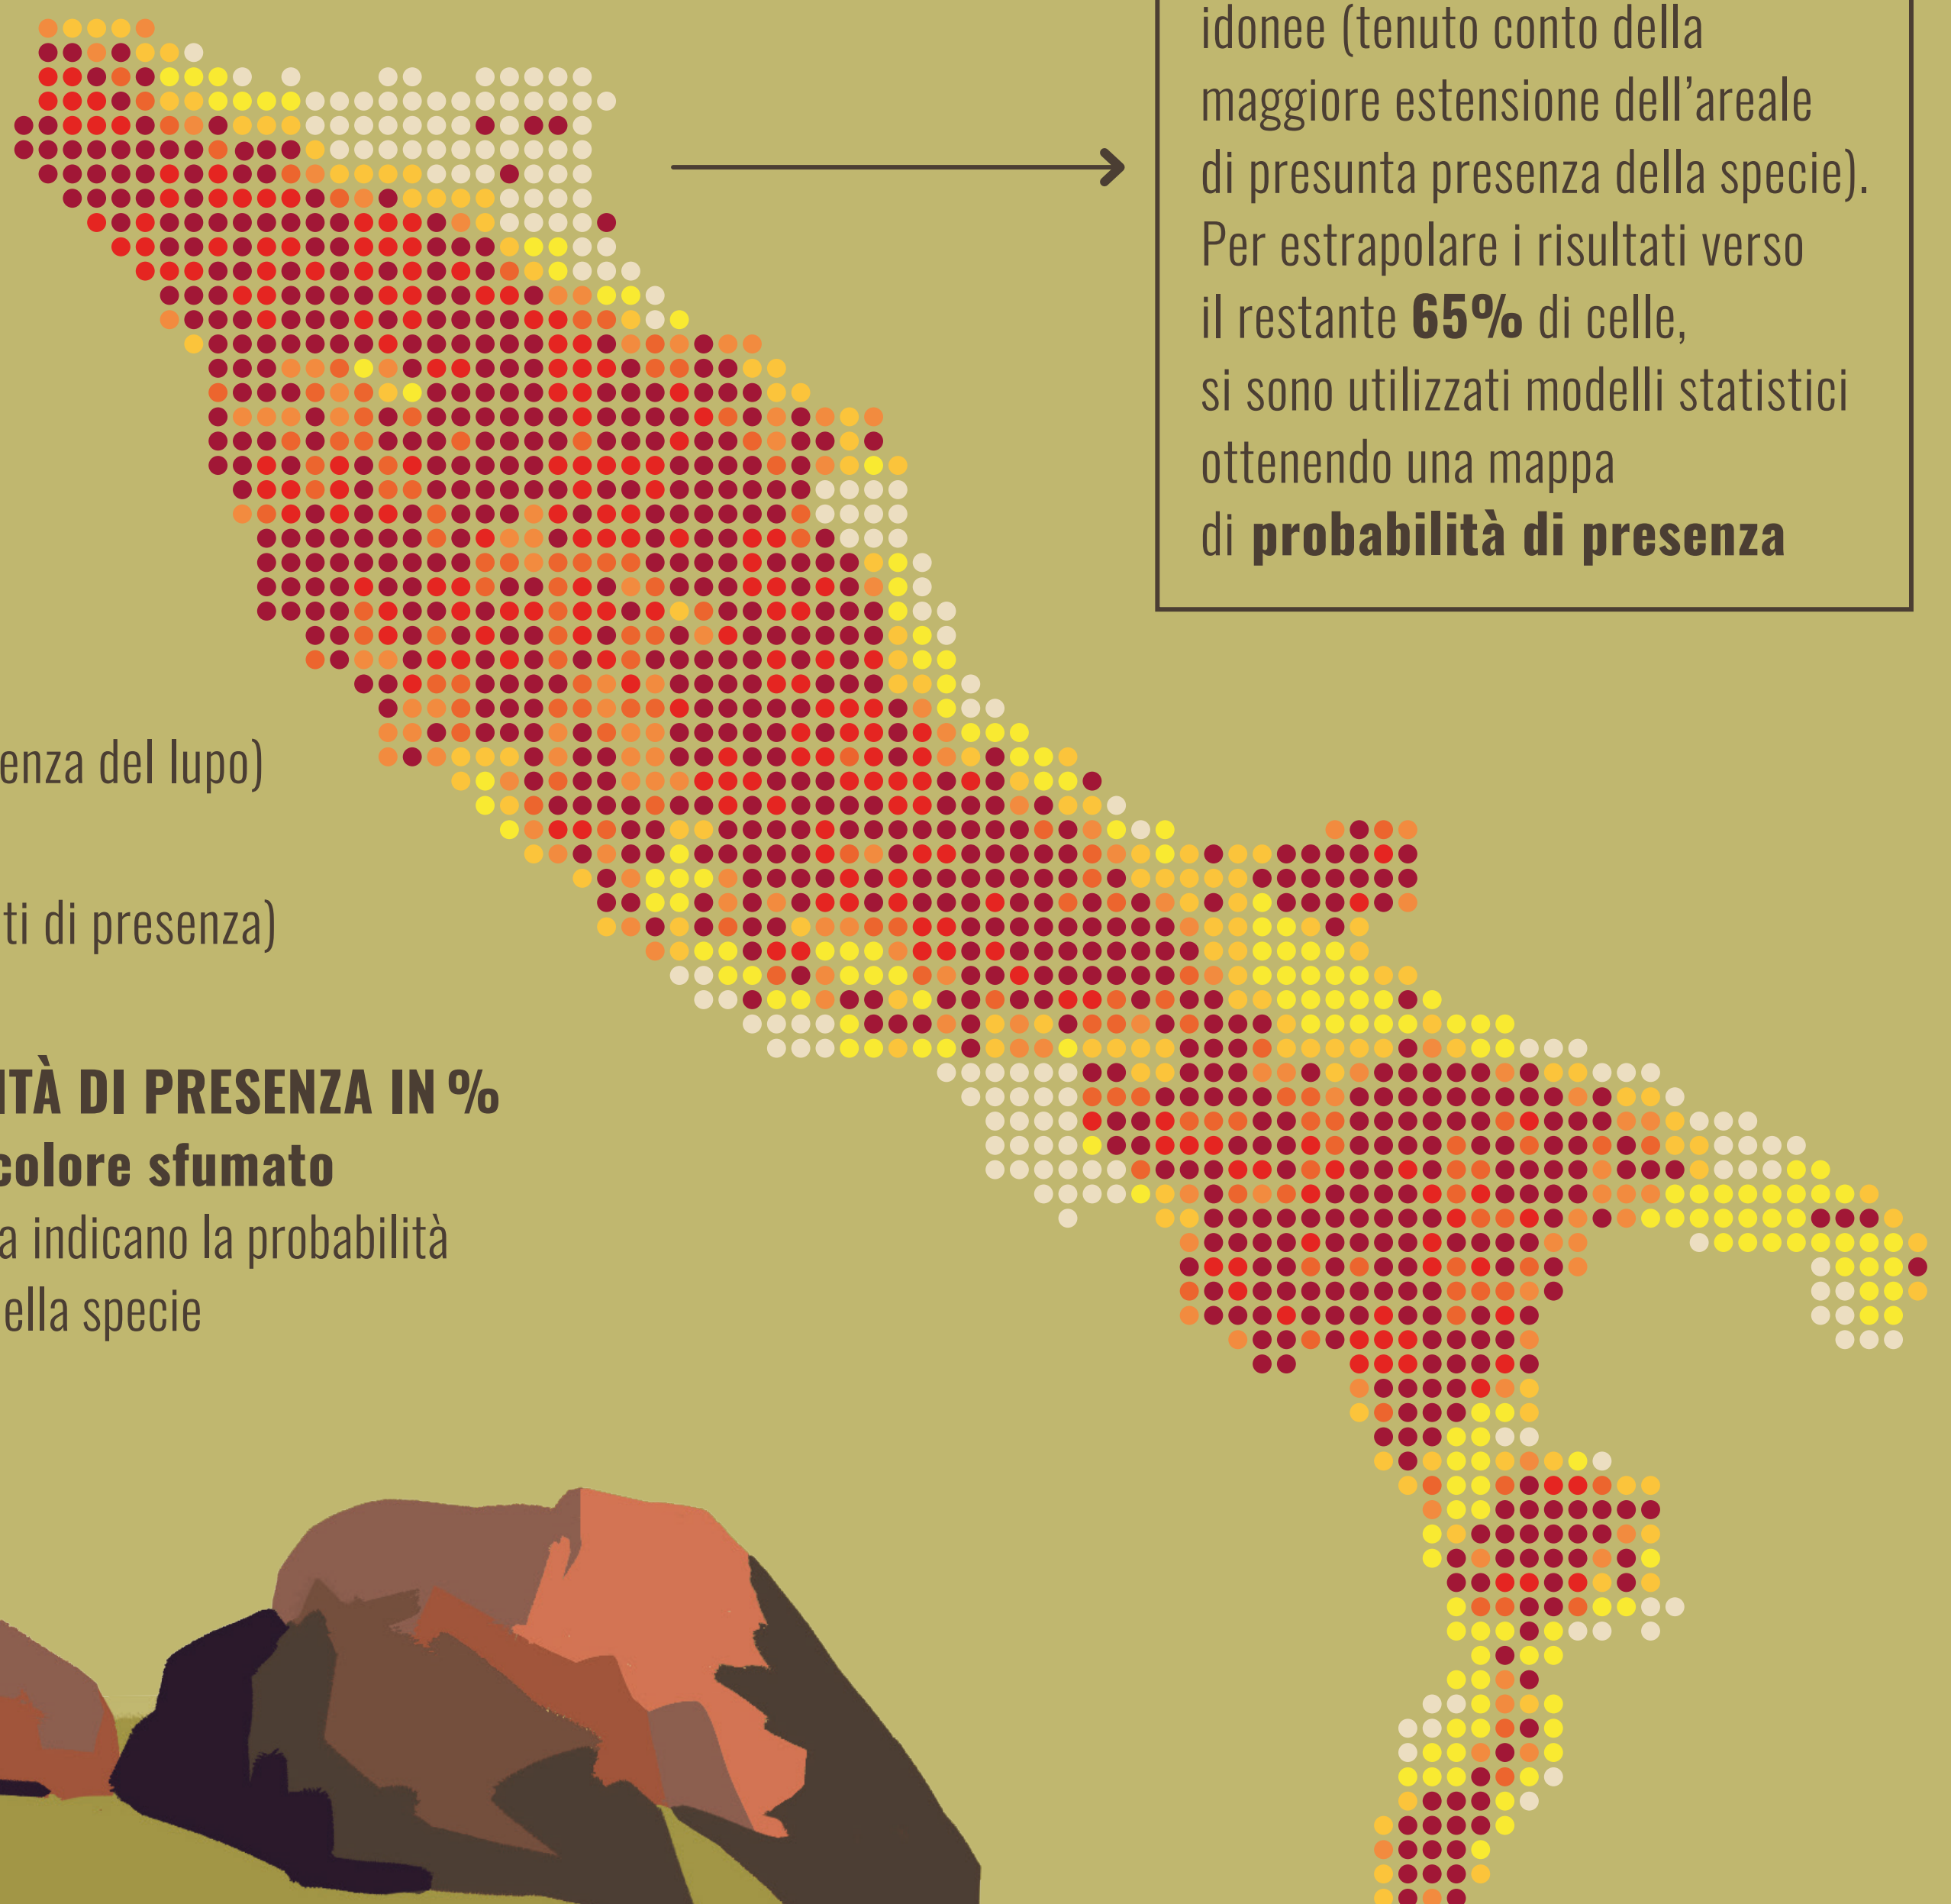 idonee (tenuto conto della
maggiore estensione dell’areale
di presunta presenza della specie).
Per estrapolare i risultati verso
il restante 65% di celle,
si sono utilizzati modelli statistici
ottenendo una mappa
di probabilità di presenza
enza del lupo)
ti di presenza)
ITÀ DI PRESENZA IN %
colore sfumato
a indicano la probabilità
ella specie